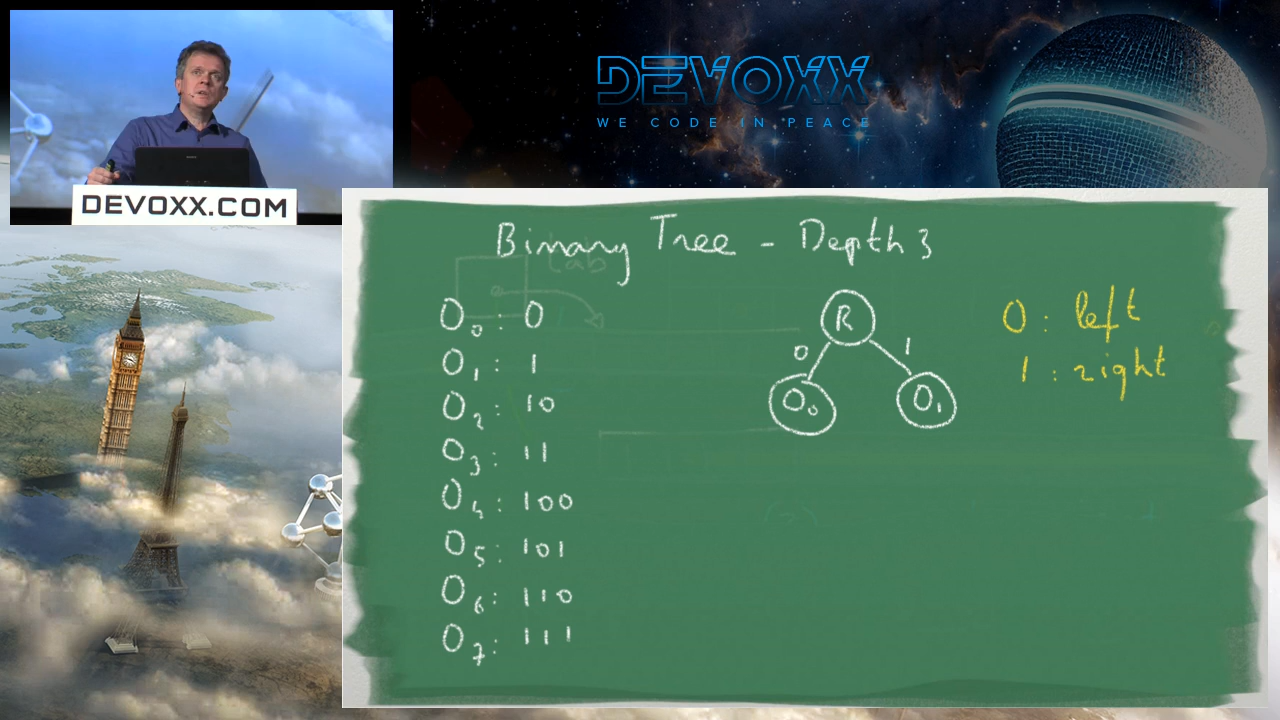 DEVOXX
WE CODE IN PEACE
DEVOXX.COM
Binary Tree - Depth 3
O0 : 0
O1 : 1
O2 : 10
O3 : 11
O4 : 100
O5 : 101
O6 : 110
O7 : 111
R
0
1
O0
O1
0 : left
1 : right
tab